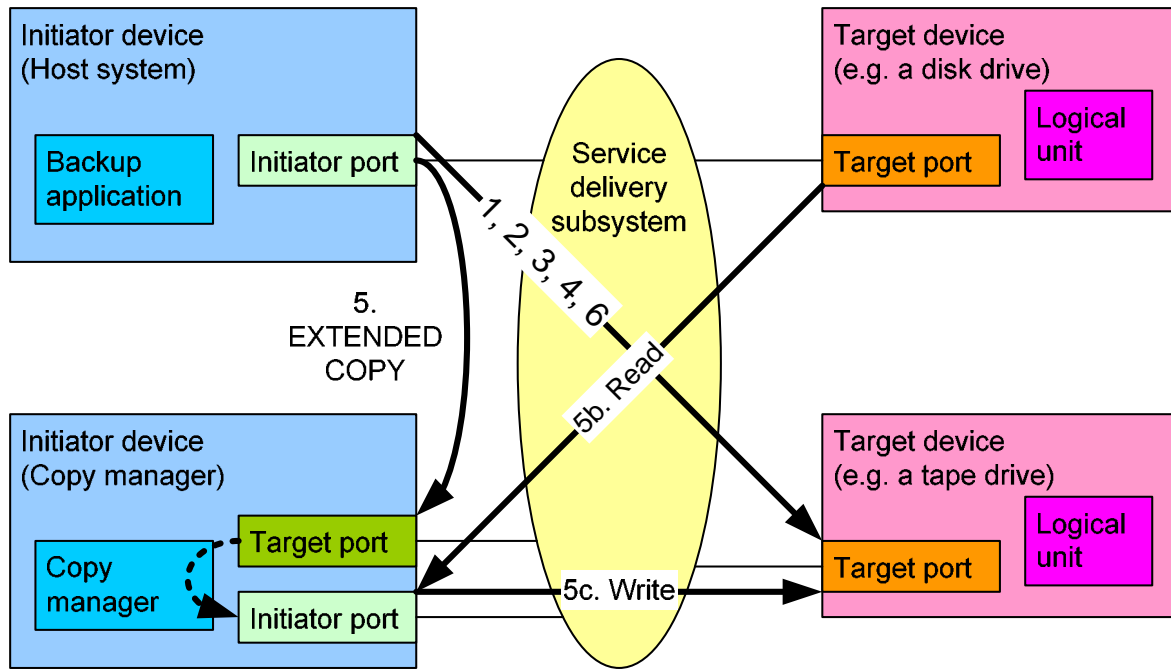 Initiator device
(Host system)
Backup
application
Initiator port
Service
delivery
subsystem
Target device
(e.g. a disk drive)
Logical
unit
Target port
1, 2, 3, 4, 6
5.
EXTENDED
COPY
5b. Read
Initiator device
(Copy manager)
Target port
Copy
manager
Initiator port
5c. Write
Target device
(e.g. a tape drive)
Logical
unit
Target port